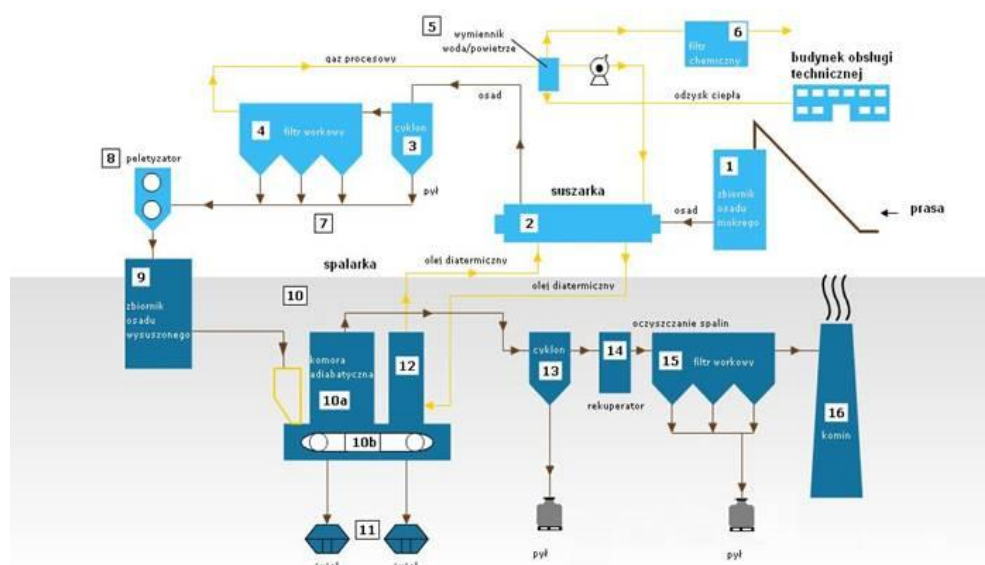 5
wymiennik
woda/powietrze
6
filtr
chemiczny
budynek obsługi
technicznej
gaz procesowy
osad
odzysk ciepła
4
filtr workowy
cyklon
3
8
peletyzator
pył
7
suszarka
2
osad
1
zbiornik
osadu
mokrego
prasa
9
zbiornik
osadu
wysuszonego
spalarka
10
olej diatermiczny
olej diatermiczny
komora
adiabatyczna
10a
12
10b
11
cyklon
13
14
rekuperator
oczyszczanie spalin
15
filtr workowy
16
komin
pył
pył